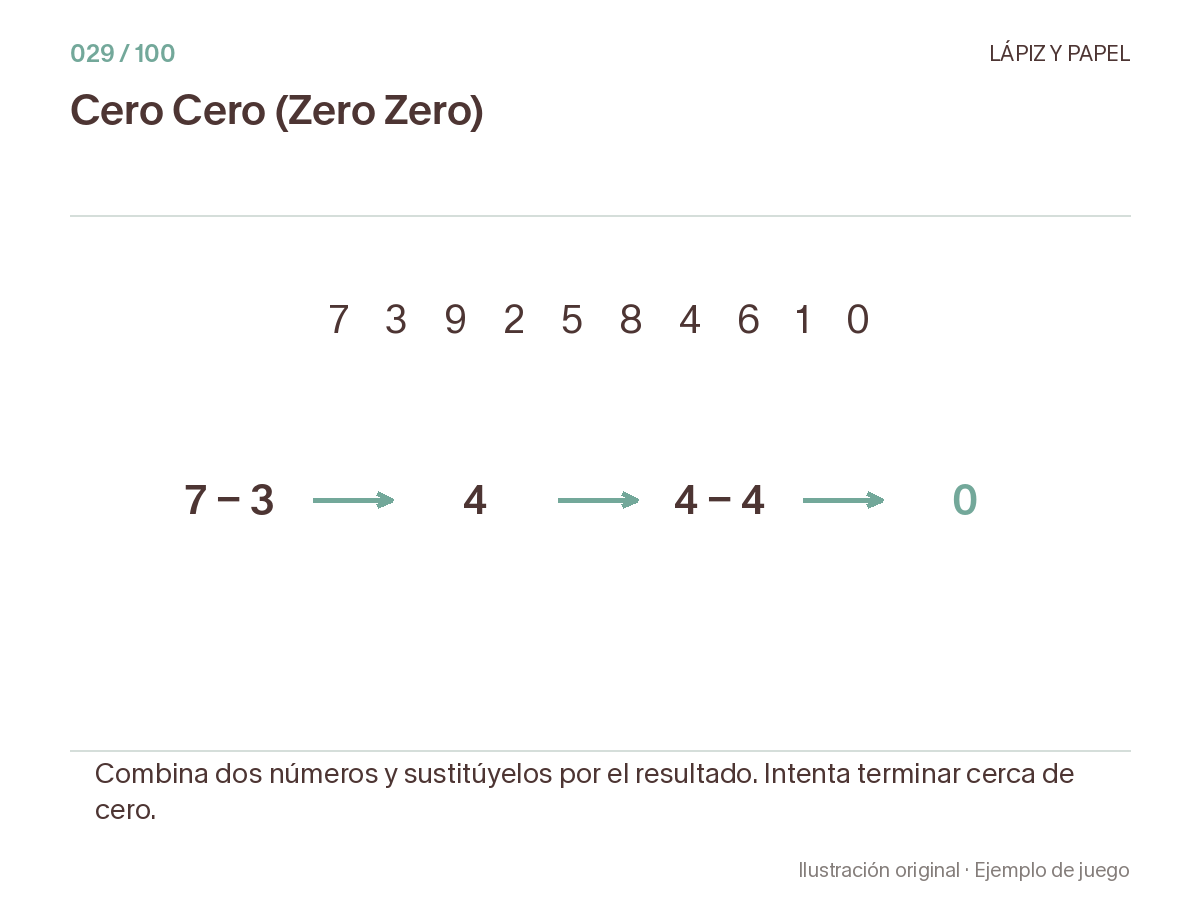 029 / 100
LÁPIZ Y PAPEL
Cero Cero (Zero Zero)
7 3 9 2 5 8 4 6 1 0
7 – 3 4 4 – 4 0
Combina dos números y sustitúyelos por el resultado. Intenta terminar cerca de
cero.
Ilustración original · Ejemplo de juego